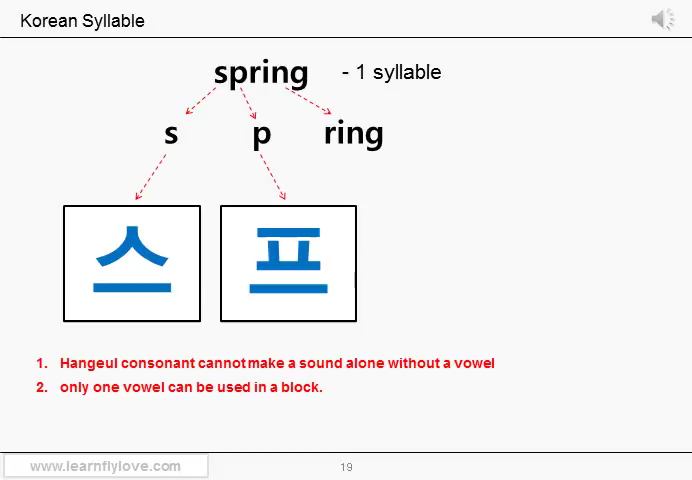 Korean Syllable
spring - 1 syllable
s p ring
스 프
1. Hangeul consonant cannot make a sound alone without a vowel
2. only one vowel can be used in a block.
www.learnflylove.com
19